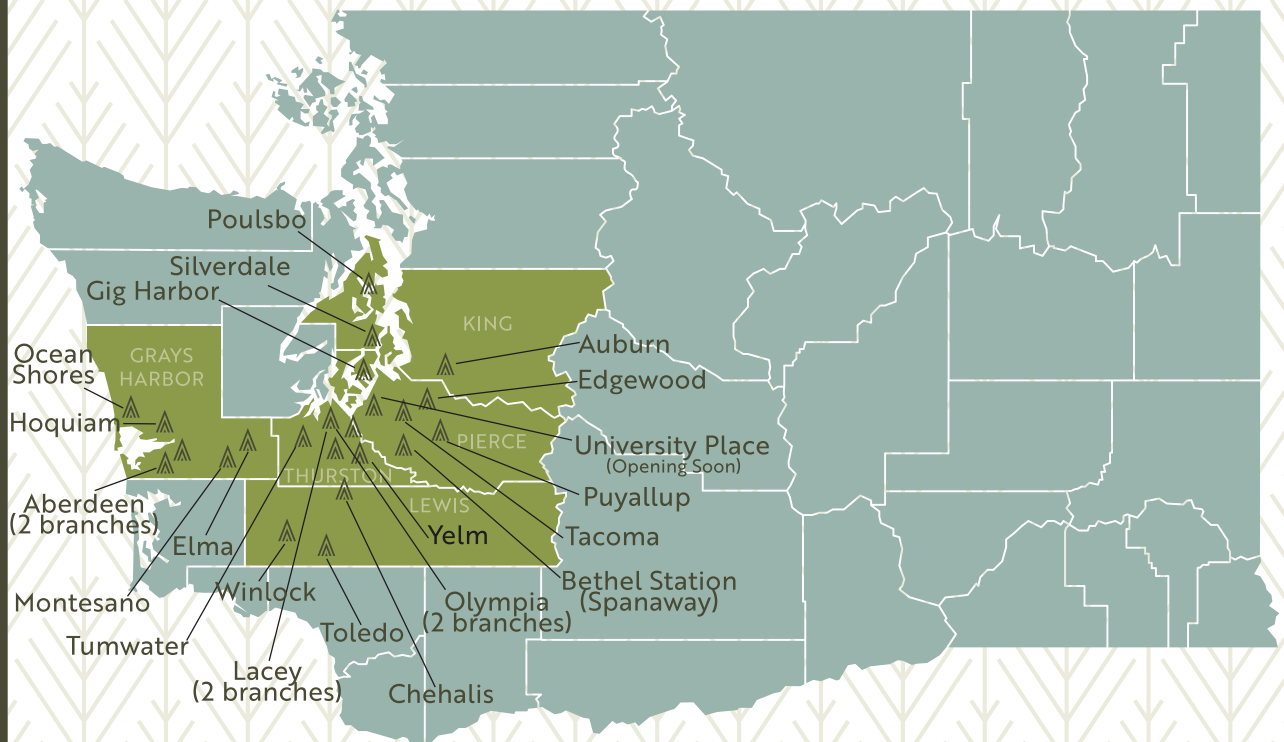 Poulsbo
Silverdale
Gig Harbor
KING
GRAYS
HARBOR
Ocean
Shores
Auburn
Edgewood
Hoquiam
PIERCE
University Place
(Opening Soon)
THURSTON
Puyallup
Aberdeen
(2 branches)
LEWIS
Yelm
Tacoma
Elma
Bethel Station
(Spanaway)
Winlock
Montesano
Olympia
(2 branches)
Toledo
Tumwater
Lacey
(2 branches)
Chehalis